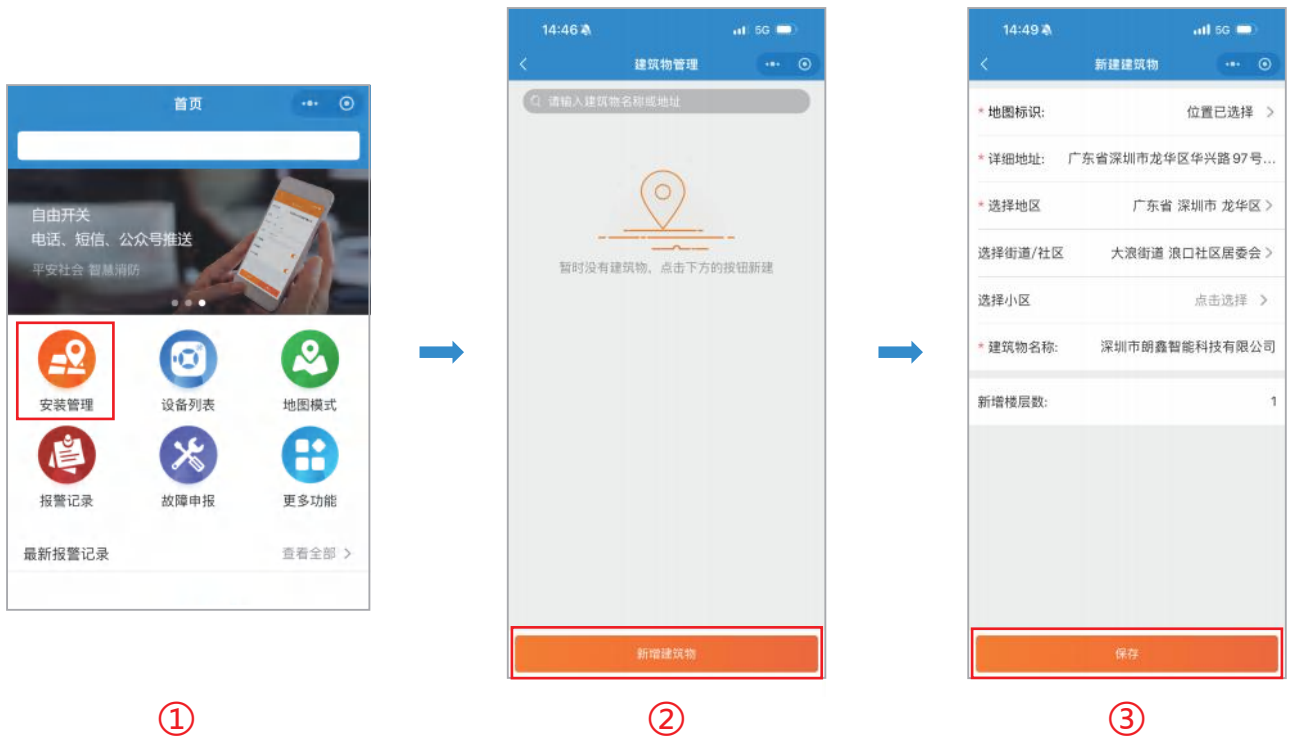 首页
自由开关
电话、短信、公众号推送
平安社会 智慧消防
安装管理
设备列表
地图模式
报警记录
故障申报
更多功能
最新报警记录
查看全部 >
①
14:46
5G
建筑物管理
请输入建筑物名称或地址
暂时没有建筑物，点击下方的按钮新建
新增建筑物
②
14:49
5G
新建建筑物
* 地图标识: 位置已选择 >
* 详细地址: 广东省深圳市龙华区华兴路97号...
* 选择地区 广东省 深圳市 龙华区 >
选择街道/社区 大浪街道 浪口社区居委会 >
选择小区 点击选择 >
* 建筑物名称: 深圳市朗鑫智能科技有限公司
新增楼层数: 1
保存
③